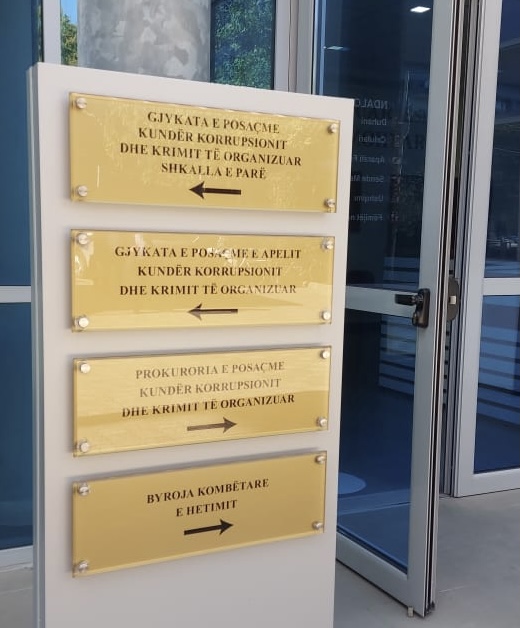 GJYKATA E POSAÇME
KUNDËR KORRUPSIONIT
DHE KRIMIT TË ORGANIZUAR
SHKALLA E PARË
GJYKATA E POSAÇME E APELIT
KUNDËR KORRUPSIONIT
DHE KRIMIT TË ORGANIZUAR
PROKURORIA E POSAÇME
KUNDËR KORRUPSIONIT
DHE KRIMIT TË ORGANIZUAR
BYROJA KOMBËTARE
E HETIMIT